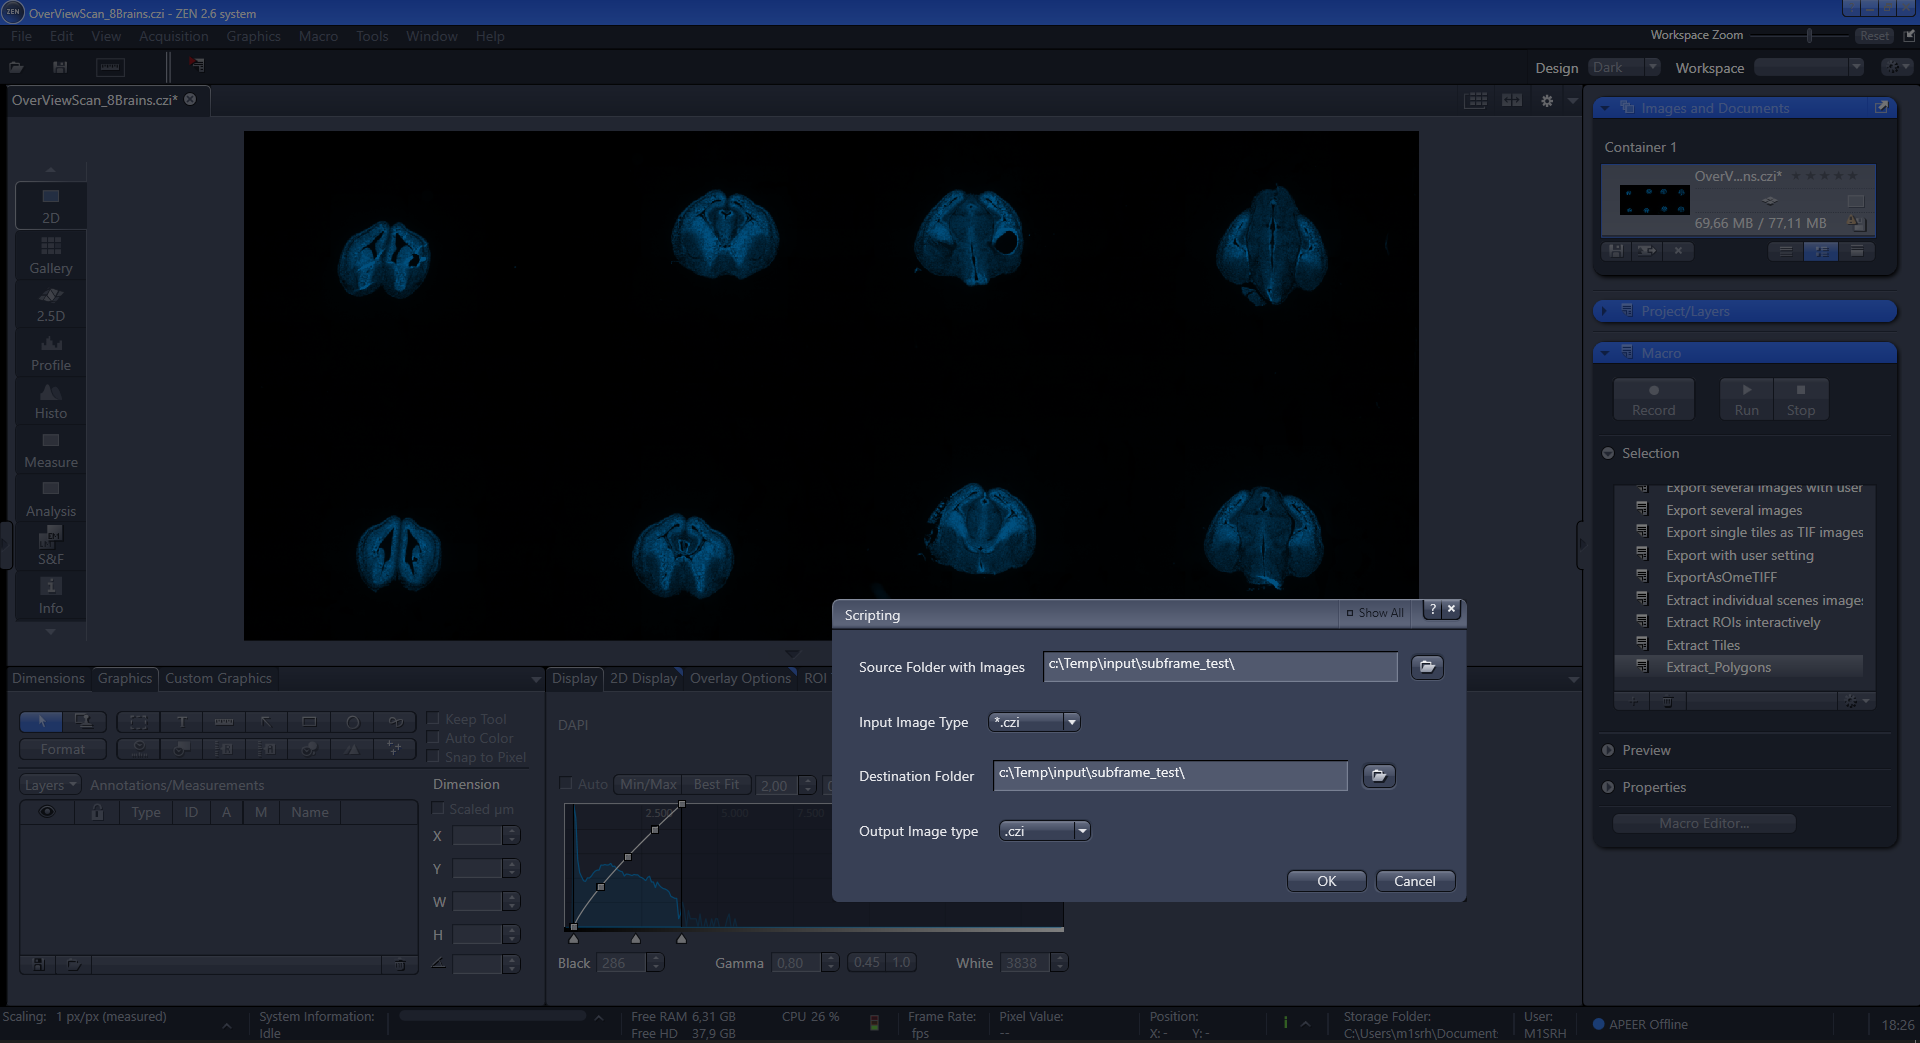 ZEN OverViewScan_8Brains.czi - ZEN 2.6 system
File Edit View Acquisition Graphics Macro Tools Window Help
Workspace Zoom Reset
Design Dark Workspace
OverViewScan_8Brains.czi*
2D
Gallery
2.5D
Profile
Histo
Measure
Analysis
S&F
Info
Images and Documents
Container 1
OverV...ns.czi*
69,66 MB / 77,11 MB
Project/Layers
Macro
Record Run Stop
Selection
Export several images with user
Export several images
Export single tiles as TIF images
Export with user setting
ExportAsOmeTIFF
Extract individual scenes images
Extract ROIs interactively
Extract Tiles
Extract_Polygons
Preview
Properties
Macro Editor...
Scripting Show All ?
Source Folder with Images c:\Temp\input\subframe_test\
Input Image Type *.czi
Destination Folder c:\Temp\input\subframe_test\
Output Image type .czi
OK Cancel
Dimensions Graphics Custom Graphics
Keep Tool
Auto Color
Format Snap to Pixel
Layers Annotations/Measurements Dimension
Type ID A M Name
Scaled µm
X
Y
W
H
Display 2D Display Overlay Options ROI
DAPI
Auto Min/Max Best Fit 2,00
2.500 5.000 7.500
Black 286 Gamma 0,80 0.45 1.0 White 3838
Scaling: 1 px/px (measured)
System Information:
Idle
Free RAM 6,31 GB
Free HD 37,9 GB
CPU 26 %
Frame Rate:
fps
Pixel Value:
--
Position:
X: - Y: -
Storage Folder:
C:\Users\m1srh\Document
User:
M1SRH
APEER Offline
18:26